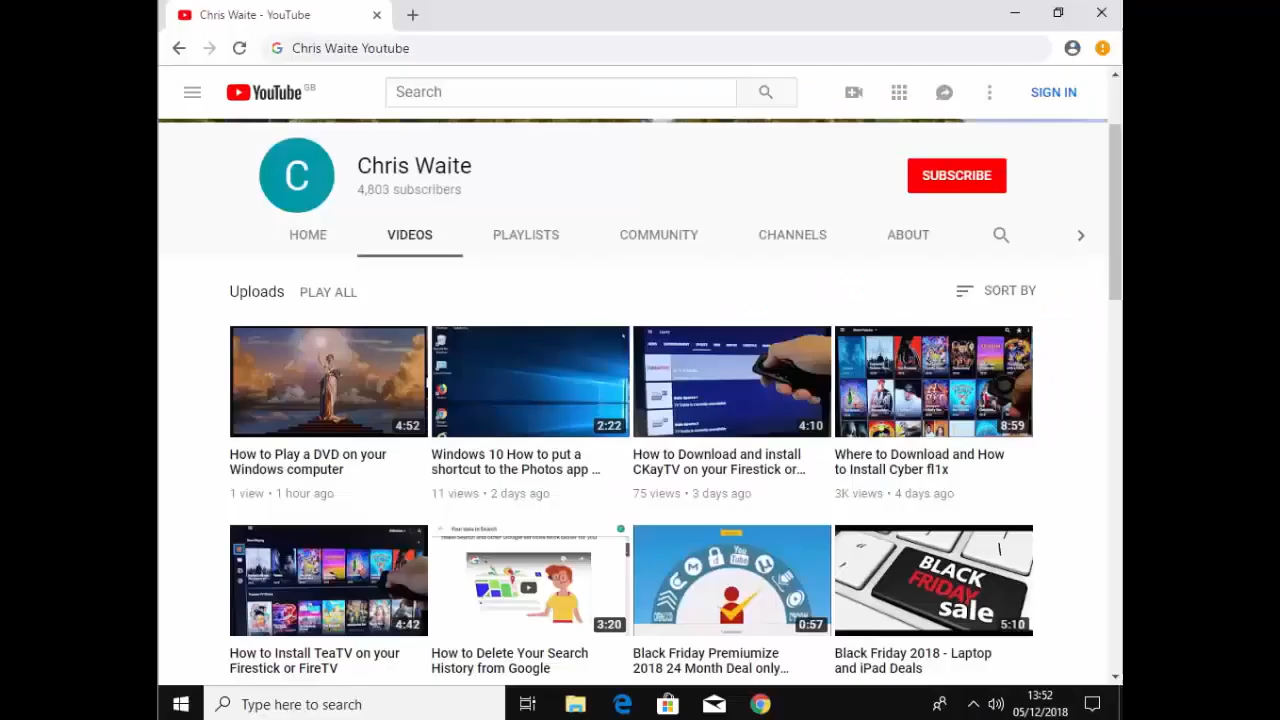 Chris Waite - YouTube
Chris Waite Youtube
YouTube GB
Search
SIGN IN
Chris Waite
4,803 subscribers
SUBSCRIBE
HOME
VIDEOS
PLAYLISTS
COMMUNITY
CHANNELS
ABOUT
Uploads
PLAY ALL
SORT BY
4:52
2:22
4:10
8:59
How to Play a DVD on your
Windows computer
1 view • 1 hour ago
Windows 10 How to put a
shortcut to the Photos app ...
11 views • 2 days ago
How to Download and install
CKayTV on your Firestick or...
75 views • 3 days ago
Where to Download and How
to Install Cyber fl1x
3K views • 4 days ago
4:42
Your data in Search
3:20
You
Tube
0:57
BLACK
FRIDAY
sale
5:10
How to Install TeaTV on your
Firestick or FireTV
How to Delete Your Search
History from Google
Black Friday Premiumize
2018 24 Month Deal only...
Black Friday 2018 - Laptop
and iPad Deals
Type here to search
13:52
05/12/2018